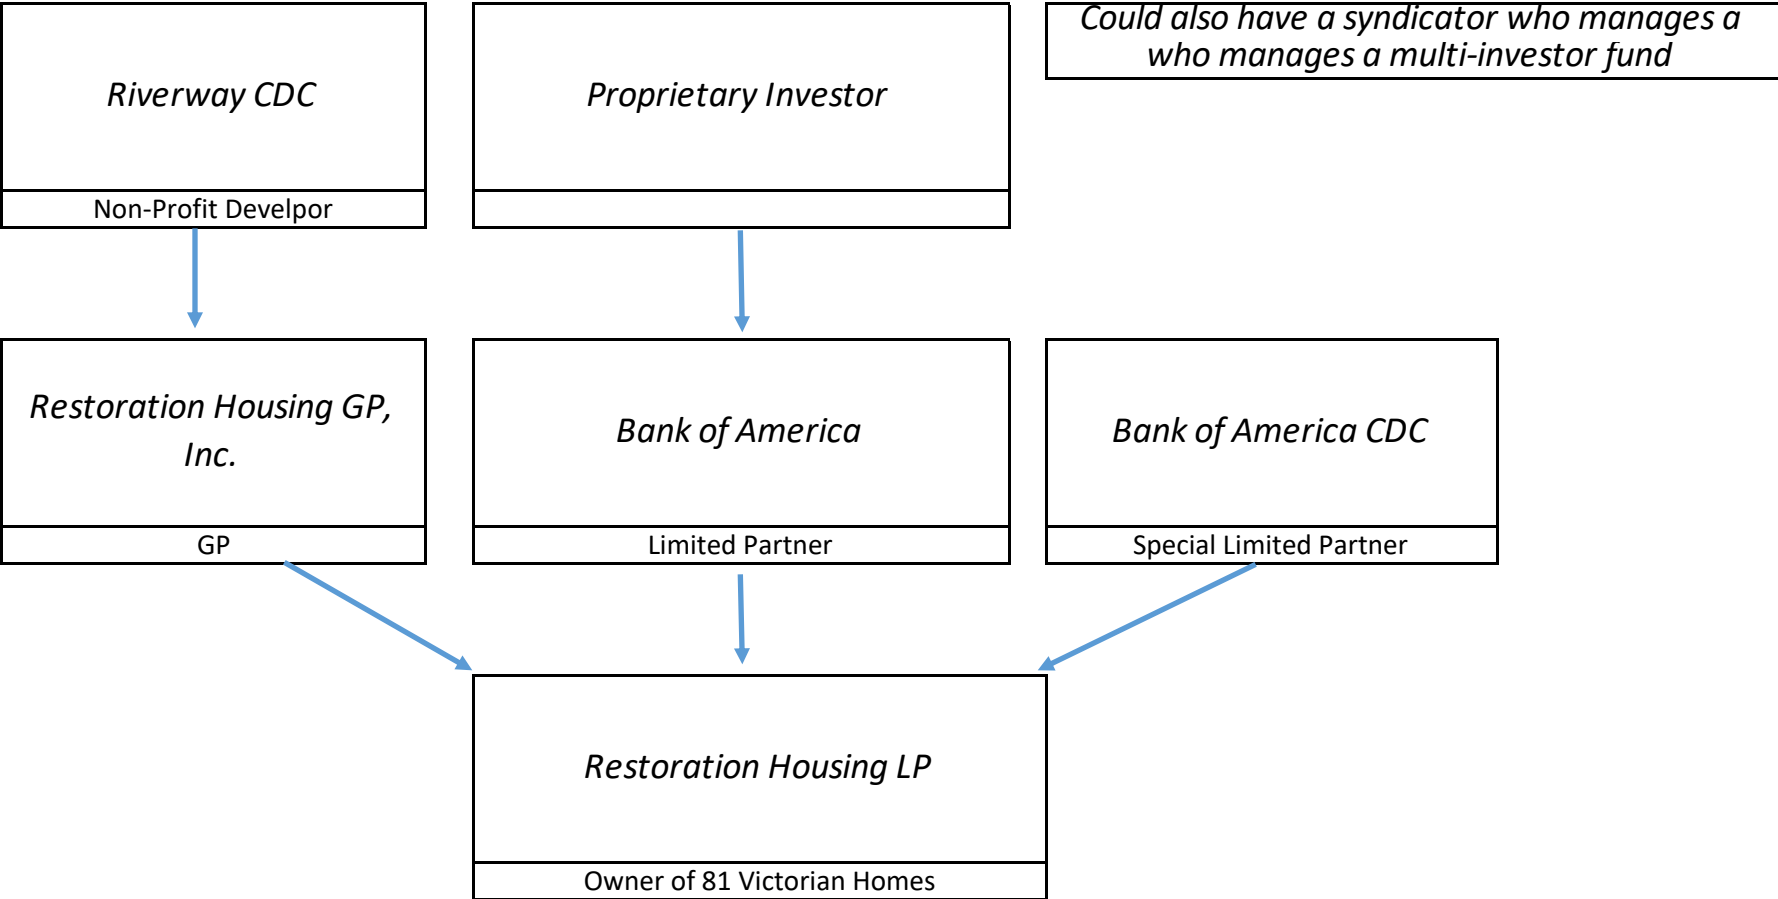 Riverway CDC
Non-Profit Develpor
Proprietary Investor
Could also have a syndicator who manages a
who manages a multi-investor fund
Restoration Housing GP,
Inc.
GP
Bank of America
Limited Partner
Bank of America CDC
Special Limited Partner
Restoration Housing LP
Owner of 81 Victorian Homes